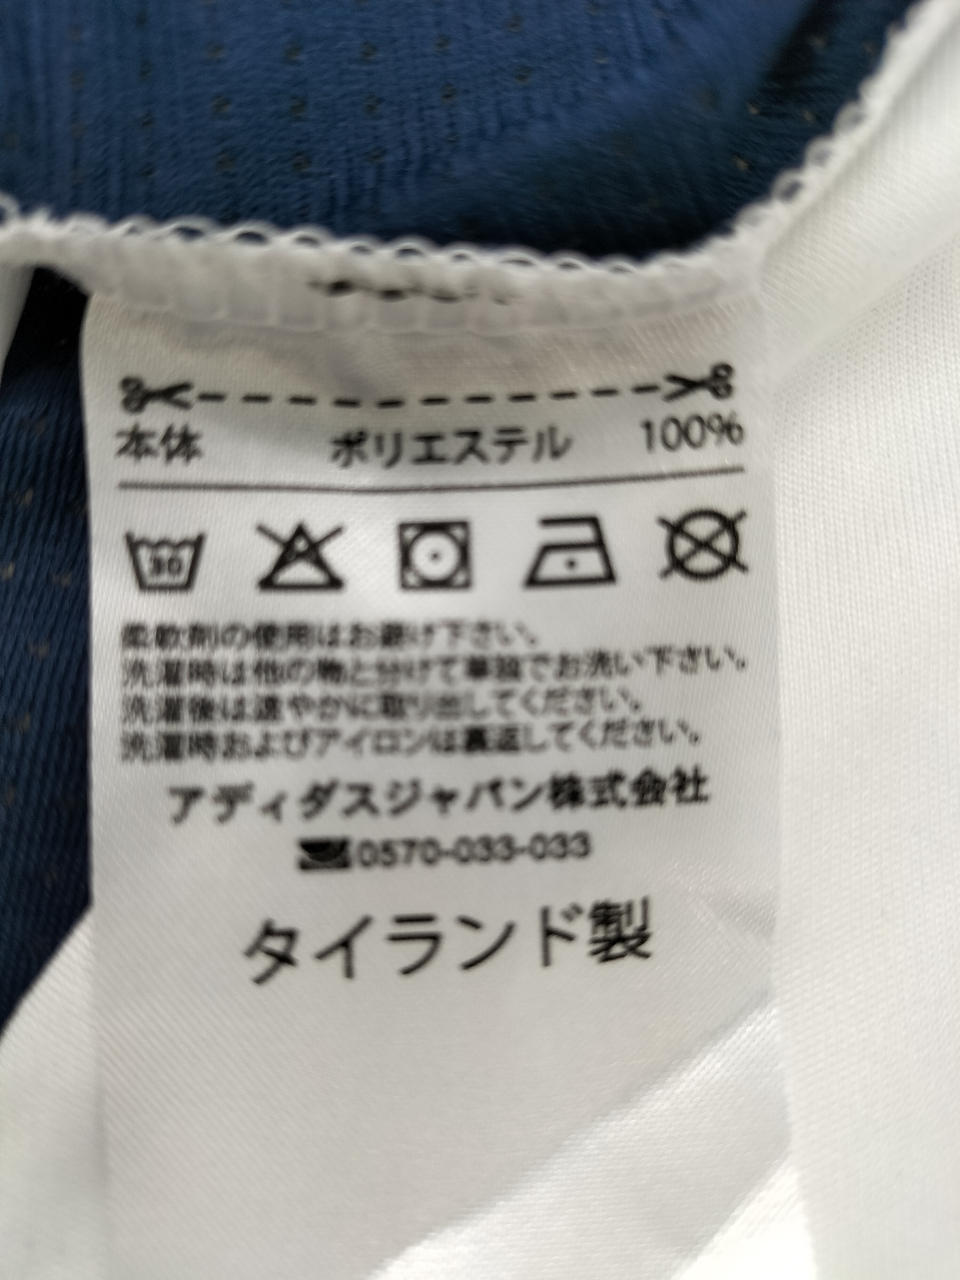 本体 ポリエステル 100%
30
柔軟剤の使用はお避け下さい。
洗濯時は他の物と分けて単独でお洗い下さい。
洗濯後は速やかに取り出してください。
洗濯時およびアイロンは裏返してください。
アディダスジャパン株式会社
0570-033-033
タイランド製